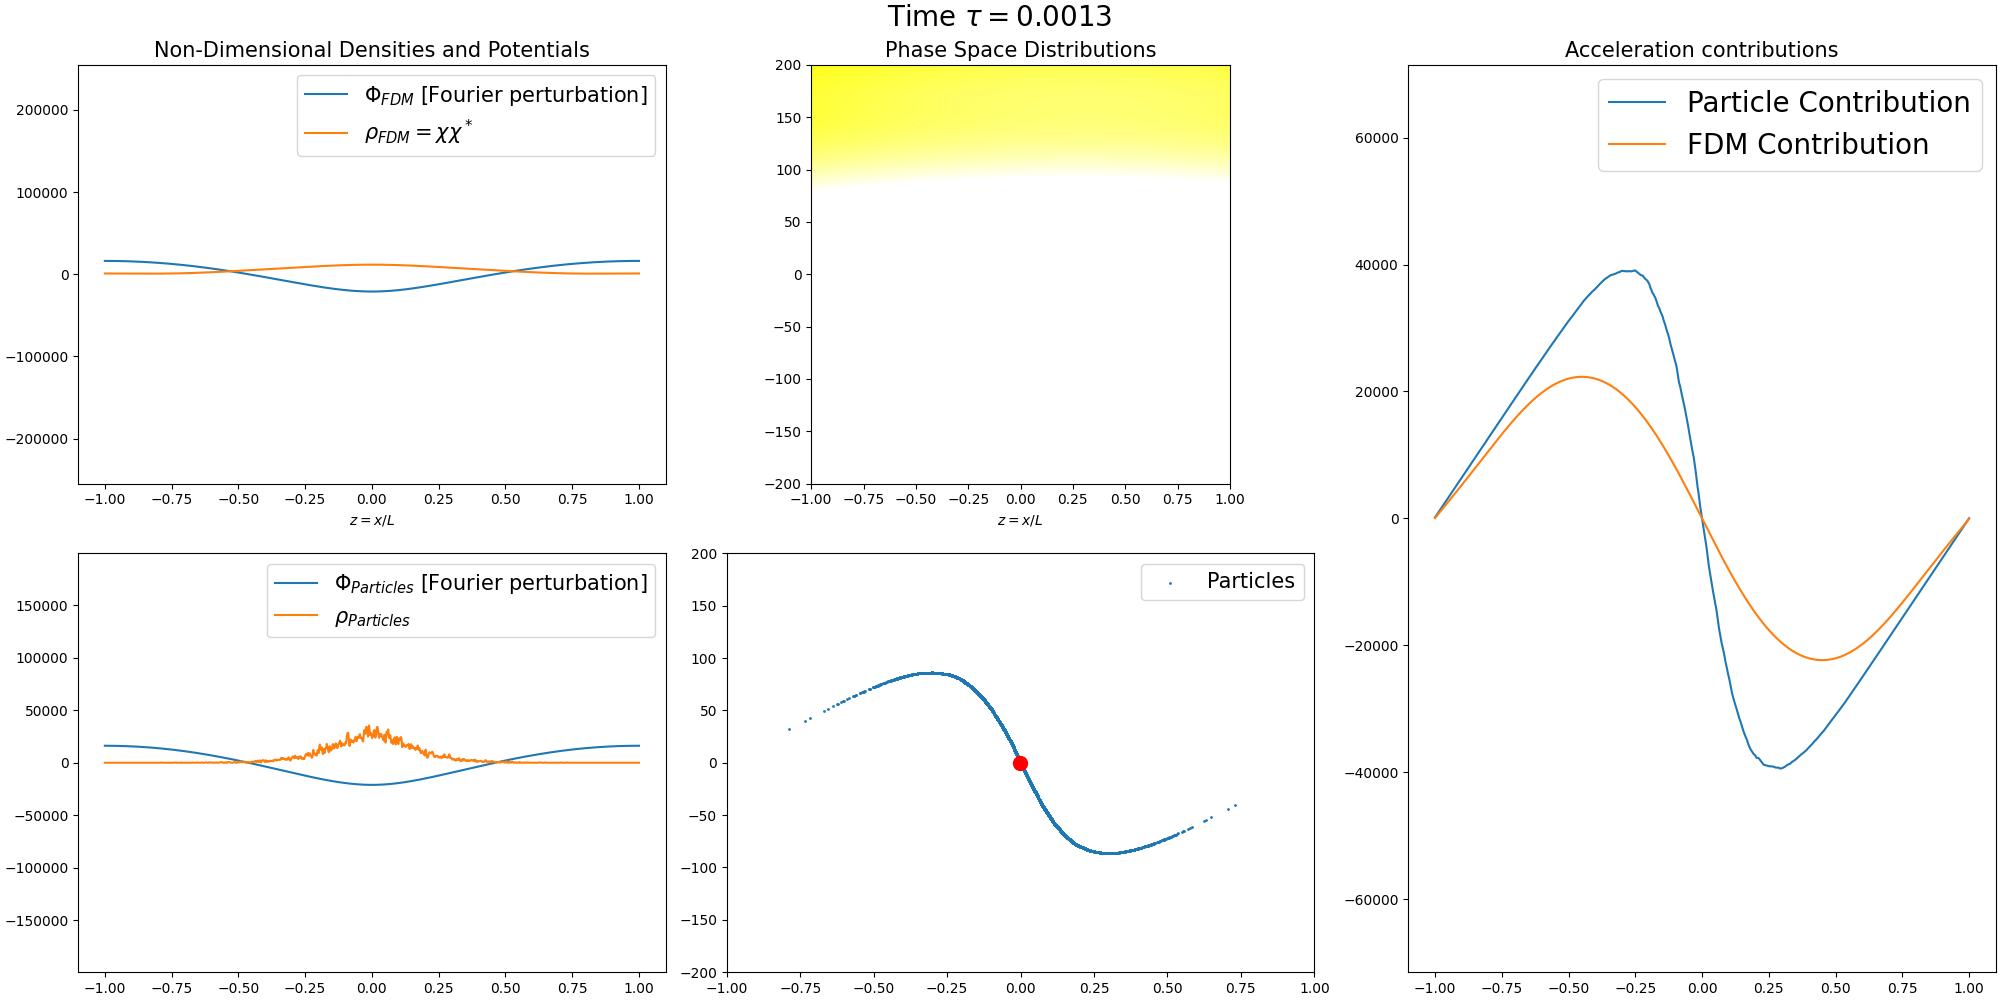 Time τ = 0.0013
Non-Dimensional Densities and Potentials
Φ_FDM [Fourier perturbation]
ρ_FDM = χχ*
200000
100000
0
−100000
−200000
−1.00 −0.75 −0.50 −0.25 0.00 0.25 0.50 0.75 1.00
z = x/L
Phase Space Distributions
200
150
100
50
0
−50
−100
−150
−200
−1.00 −0.75 −0.50 −0.25 0.00 0.25 0.50 0.75 1.00
z = x/L
Acceleration contributions
Particle Contribution
FDM Contribution
60000
40000
20000
0
−20000
−40000
−60000
−1.00 −0.75 −0.50 −0.25 0.00 0.25 0.50 0.75 1.00
Φ_Particles [Fourier perturbation]
ρ_Particles
150000
100000
50000
0
−50000
−100000
−150000
−1.00 −0.75 −0.50 −0.25 0.00 0.25 0.50 0.75 1.00
Particles
200
150
100
50
0
−50
−100
−150
−200
−1.00 −0.75 −0.50 −0.25 0.00 0.25 0.50 0.75 1.00